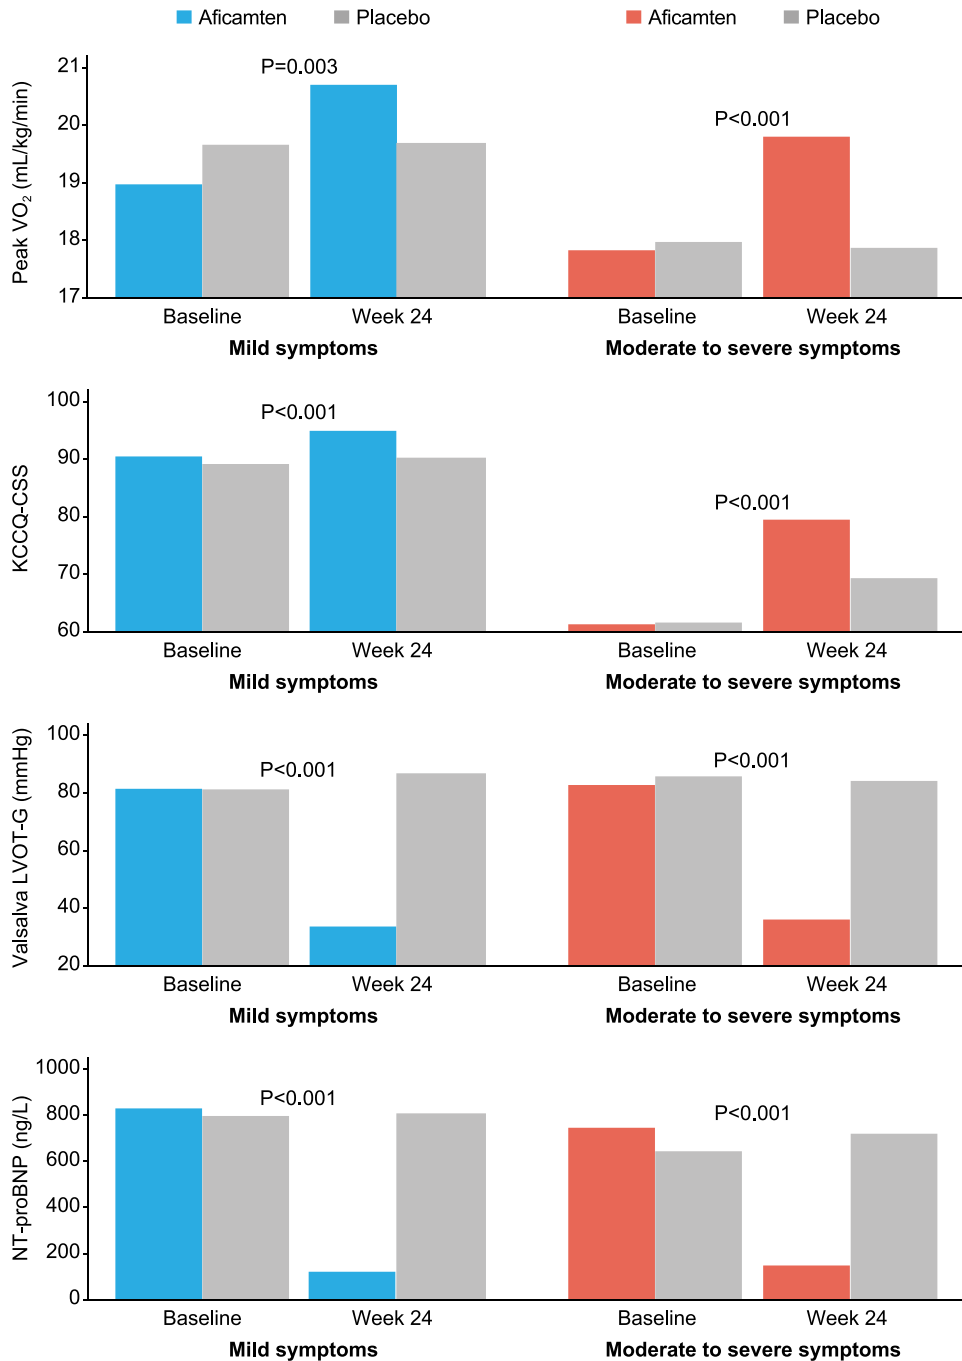 Aficamten Placebo Aficamten Placebo
Peak VO₂ (mL/kg/min)
21
20
19
18
17
P=0.003
P<0.001
Baseline Week 24 Baseline Week 24
Mild symptoms Moderate to severe symptoms
KCCQ-CSS
100
90
80
70
60
P<0.001
P<0.001
Baseline Week 24 Baseline Week 24
Mild symptoms Moderate to severe symptoms
Valsalva LVOT-G (mmHg)
100
80
60
40
20
P<0.001
P<0.001
Baseline Week 24 Baseline Week 24
Mild symptoms Moderate to severe symptoms
NT-proBNP (ng/L)
1000
800
600
400
200
0
P<0.001
P<0.001
Baseline Week 24 Baseline Week 24
Mild symptoms Moderate to severe symptoms